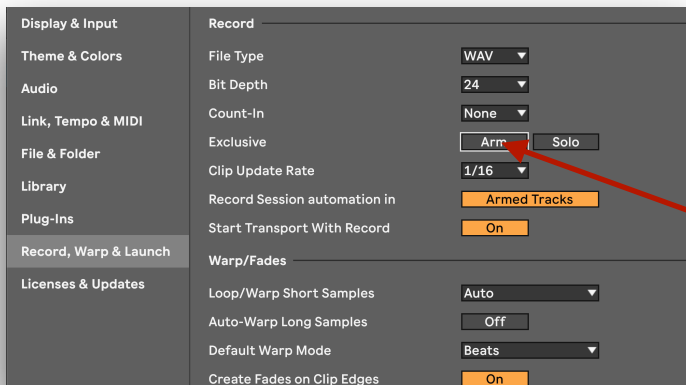 Display & Input
Theme & Colors
Audio
Link, Tempo & MIDI
File & Folder
Library
Plug-Ins
Record, Warp & Launch
Licenses & Updates
Record
File Type WAV
Bit Depth 24
Count-In None
Exclusive Arm Solo
Clip Update Rate 1/16
Record Session automation in Armed Tracks
Start Transport With Record On
Warp/Fades
Loop/Warp Short Samples Auto
Auto-Warp Long Samples Off
Default Warp Mode Beats
Create Fades on Clip Edges On